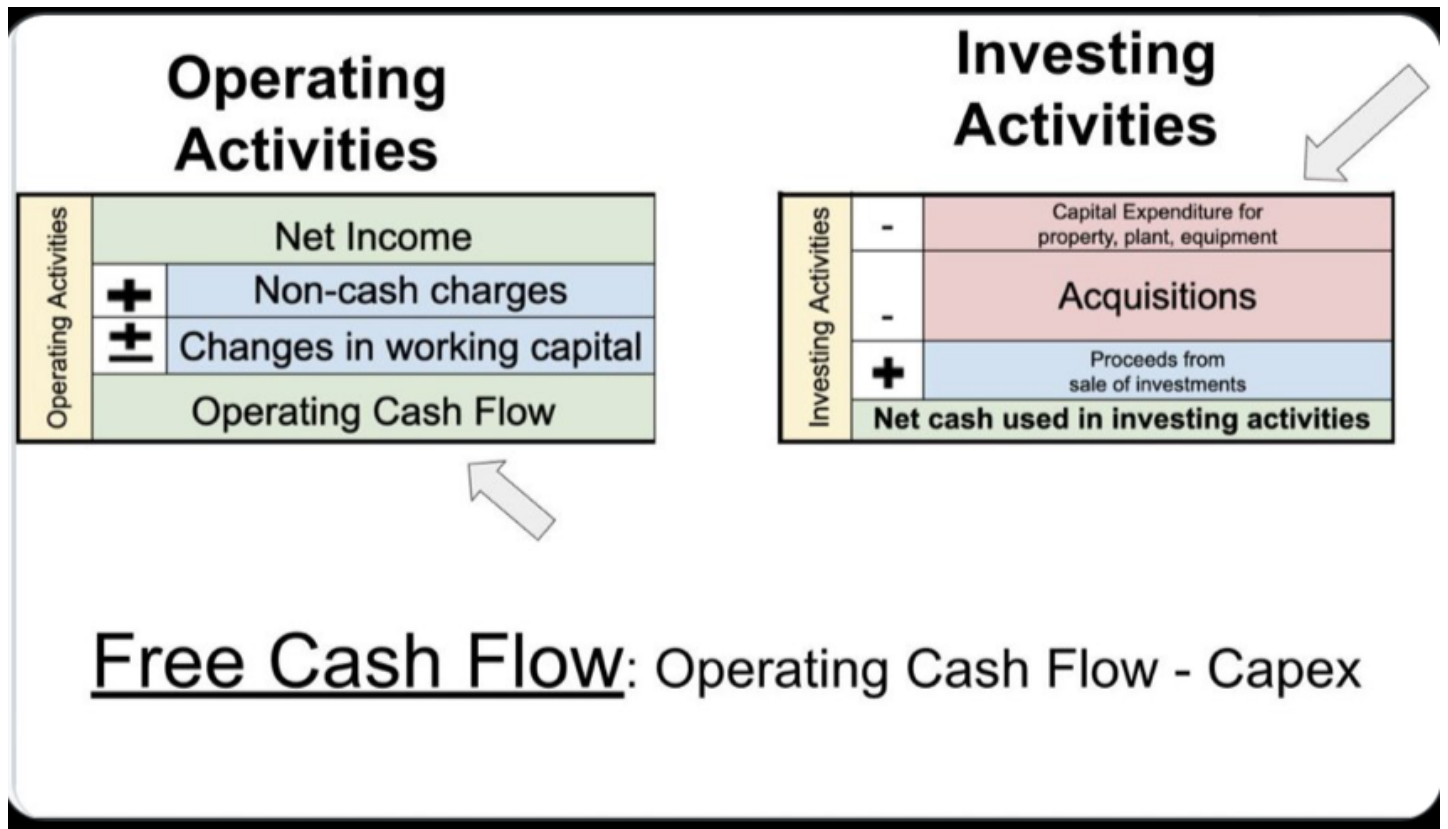 Operating
Activities
Operating Activities
Net Income
+ Non-cash charges
± Changes in working capital
Operating Cash Flow
Investing
Activities
Investing Activities
- Capital Expenditure for
property, plant, equipment
- Acquisitions
+ Proceeds from
sale of investments
Net cash used in investing activities
Free Cash Flow: Operating Cash Flow - Capex